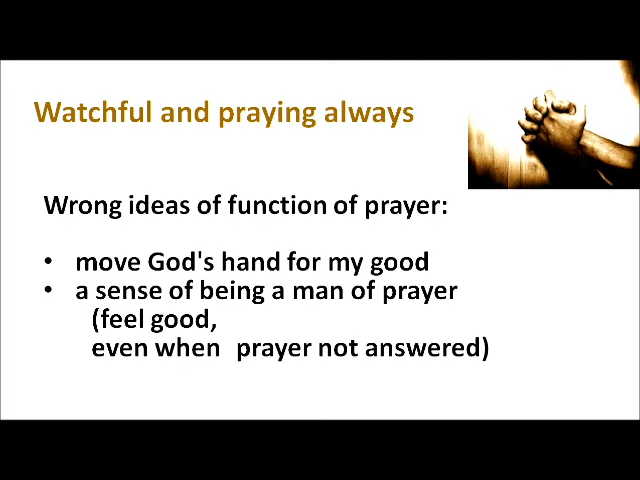 Watchful and praying always
Wrong ideas of function of prayer:
• move God's hand for my good
• a sense of being a man of prayer
(feel good,
even when prayer not answered)